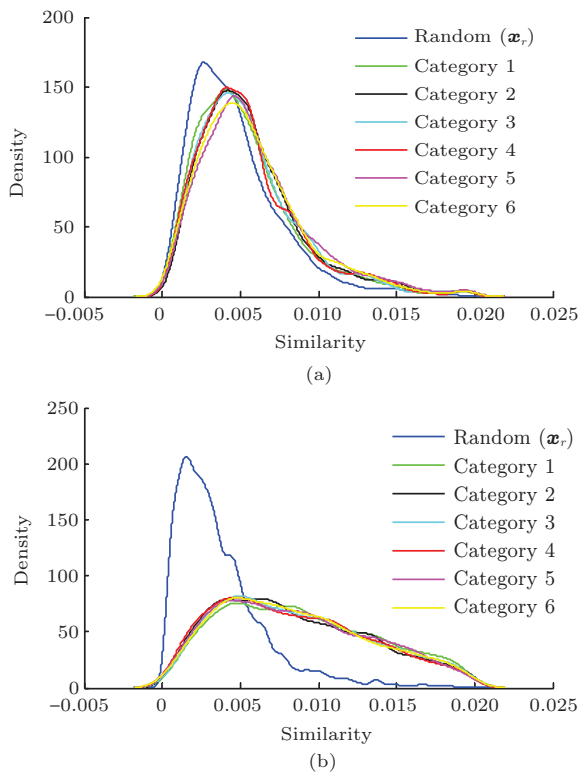 200
150
100
50
0
Density
−0.005
0
0.005
0.010
0.015
0.020
0.025
Similarity
Random (xᵣ)
Category 1
Category 2
Category 3
Category 4
Category 5
Category 6
(a)
250
200
150
100
50
0
Density
−0.005
0
0.005
0.010
0.015
0.020
0.025
Similarity
Random (xᵣ)
Category 1
Category 2
Category 3
Category 4
Category 5
Category 6
(b)